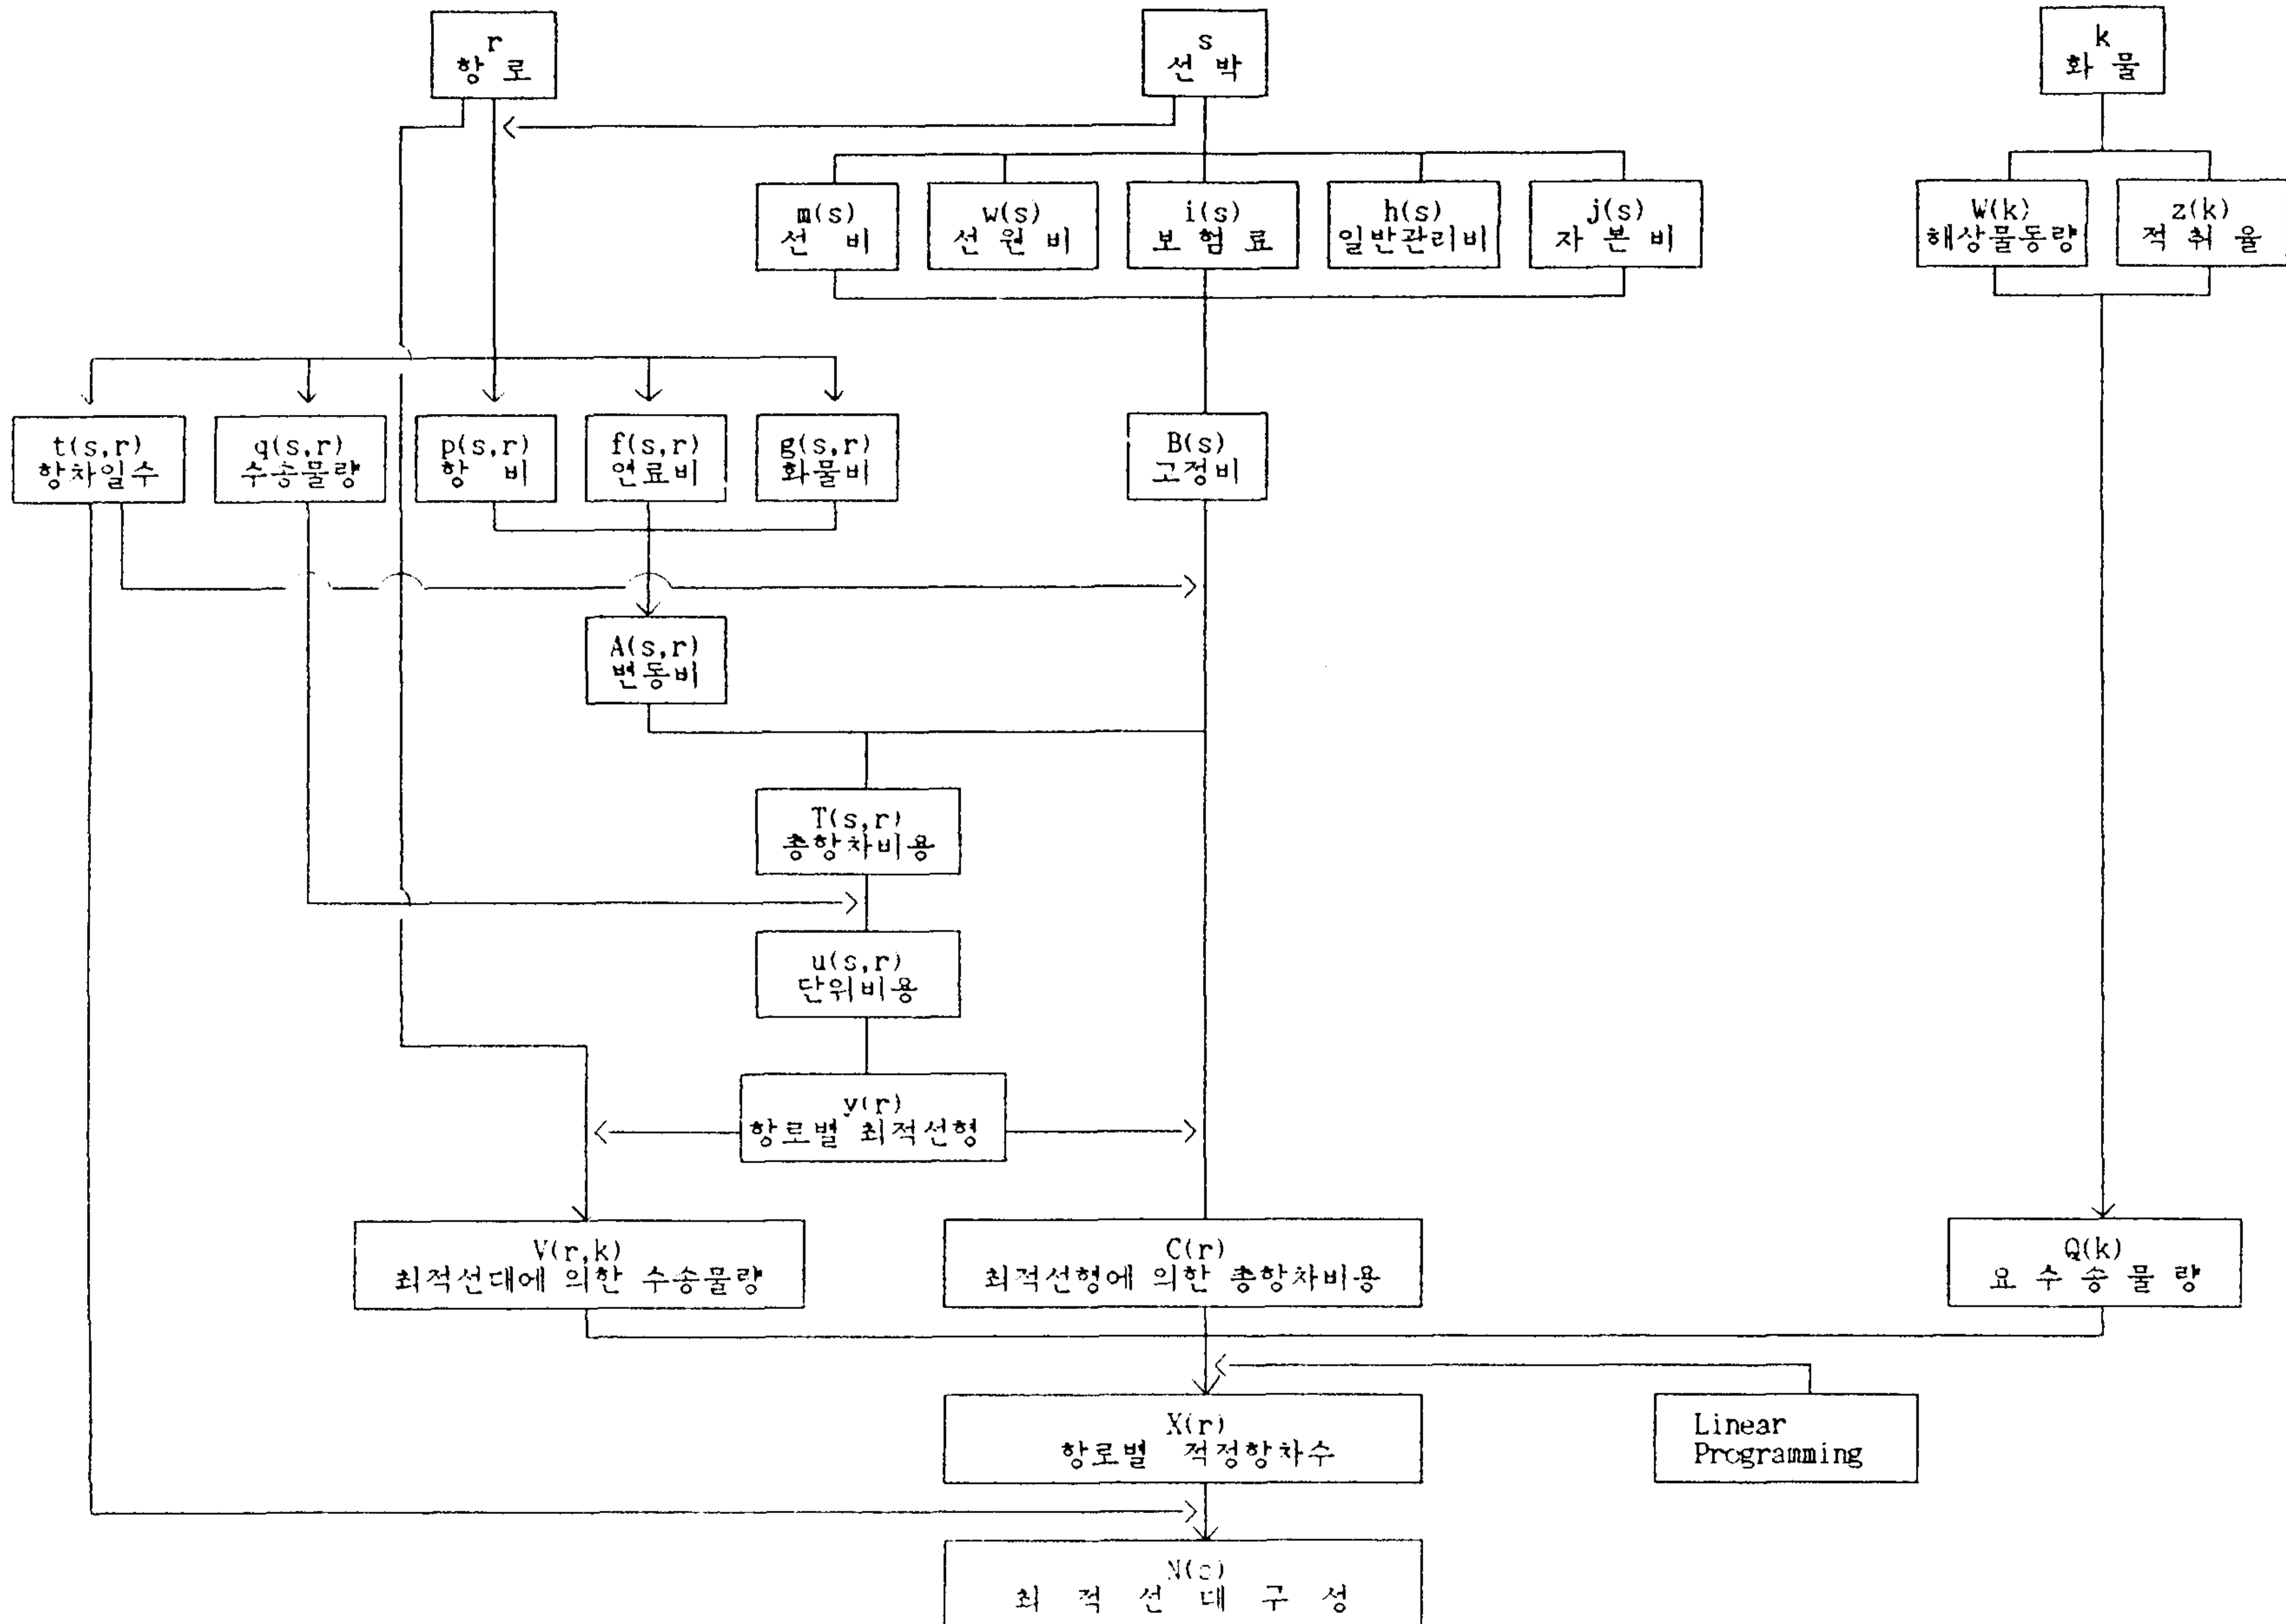 r
항 로
s
선 박
k
화 물
m(s)
선 비
w(s)
선 원 비
i(s)
보 험 료
h(s)
일반관리비
j(s)
자 본 비
W(k)
해상물동량
z(k)
적 취 율
t(s,r)
항차일수
q(s,r)
수송물량
p(s,r)
항 비
f(s,r)
연료비
g(s,r)
화물비
B(s)
고정비
A(s,r)
변동비
T(s,r)
총항차비용
u(s,r)
단위비용
y(r)
항로별 최적선형
V(r,k)
최적선대에 의한 수송물량
C(r)
최적선형에 의한 총항차비용
Q(k)
요 수 송 물 량
X(r)
항로별 적정항차수
Linear
Programming
최 적 선 대 구 성